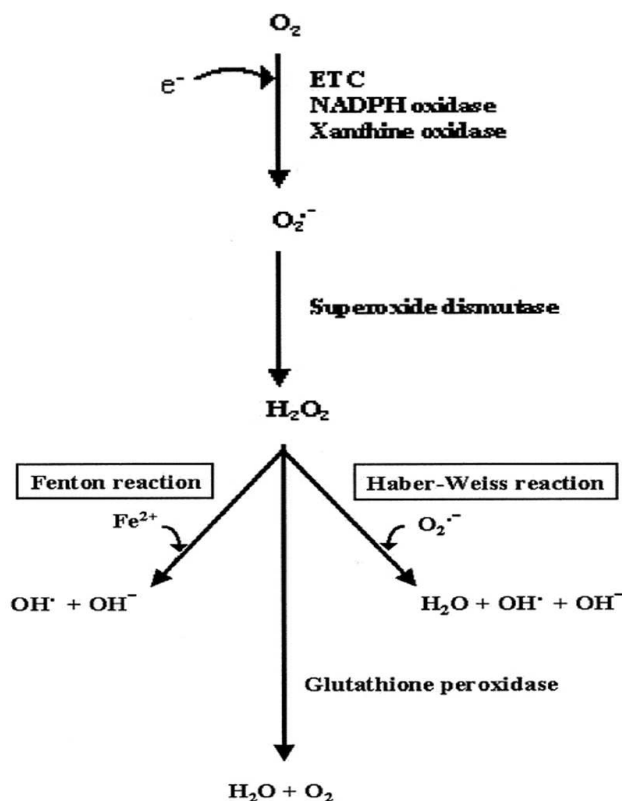 O₂
e⁻
ETC
NADPH oxidase
Xanthine oxidase
O₂·⁻
Superoxide dismutase
H₂O₂
Fenton reaction
Haber-Weiss reaction
Fe²⁺
O₂·⁻
OH· + OH⁻
H₂O + OH· + OH⁻
Glutathione peroxidase
H₂O + O₂